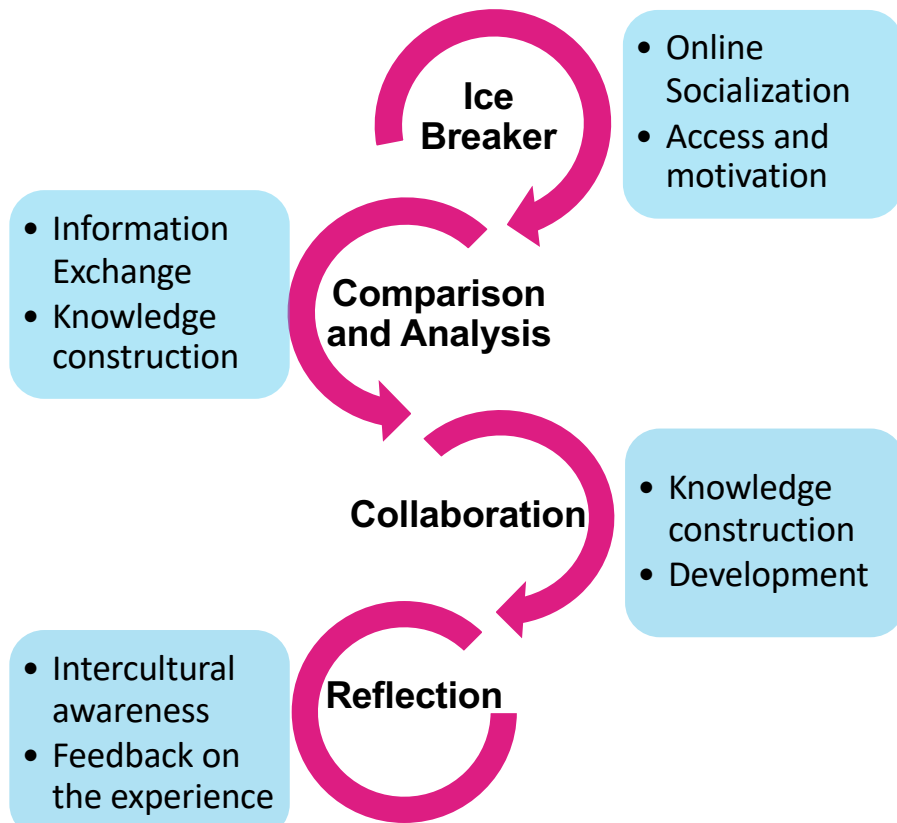 Ice
Breaker
• Online
Socialization
• Access and
motivation
• Information
Exchange
• Knowledge
construction
Comparison
and Analysis
Collaboration
• Knowledge
construction
• Development
• Intercultural
awareness
• Feedback on
the experience
Reflection